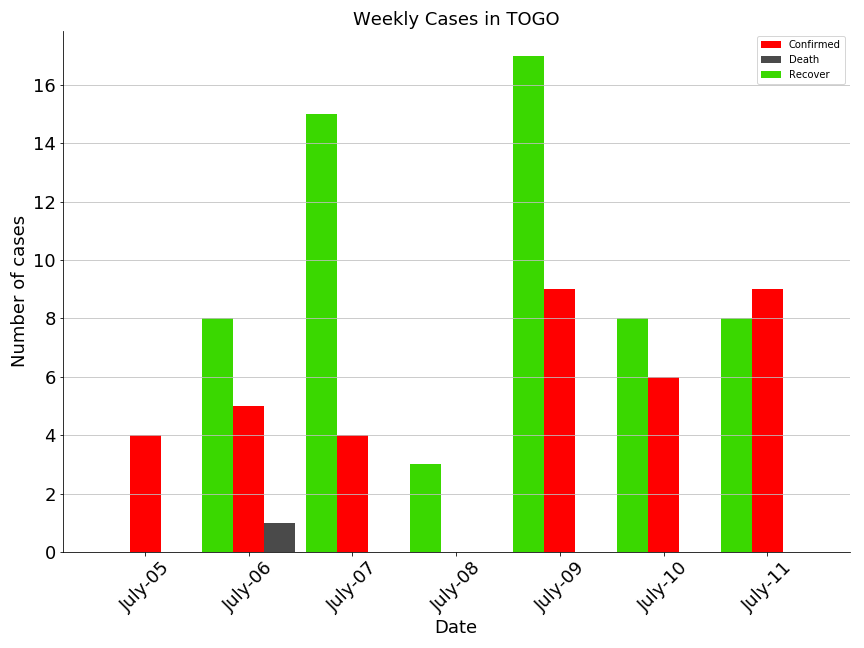 Weekly Cases in TOGO
Confirmed
Death
Recover
Number of cases
16
14
12
10
8
6
4
2
0
July-05
July-06
July-07
July-08
July-09
July-10
July-11
Date